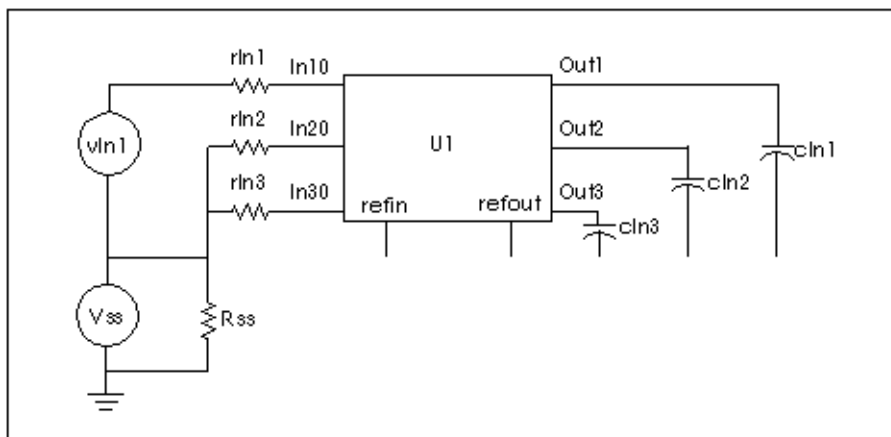 rIn1
In10
Out1
vIn1
rIn2
In20
U1
Out2
cIn1
rIn3
In30
Out3
cIn2
refin
refout
cIn3
Vss
Rss